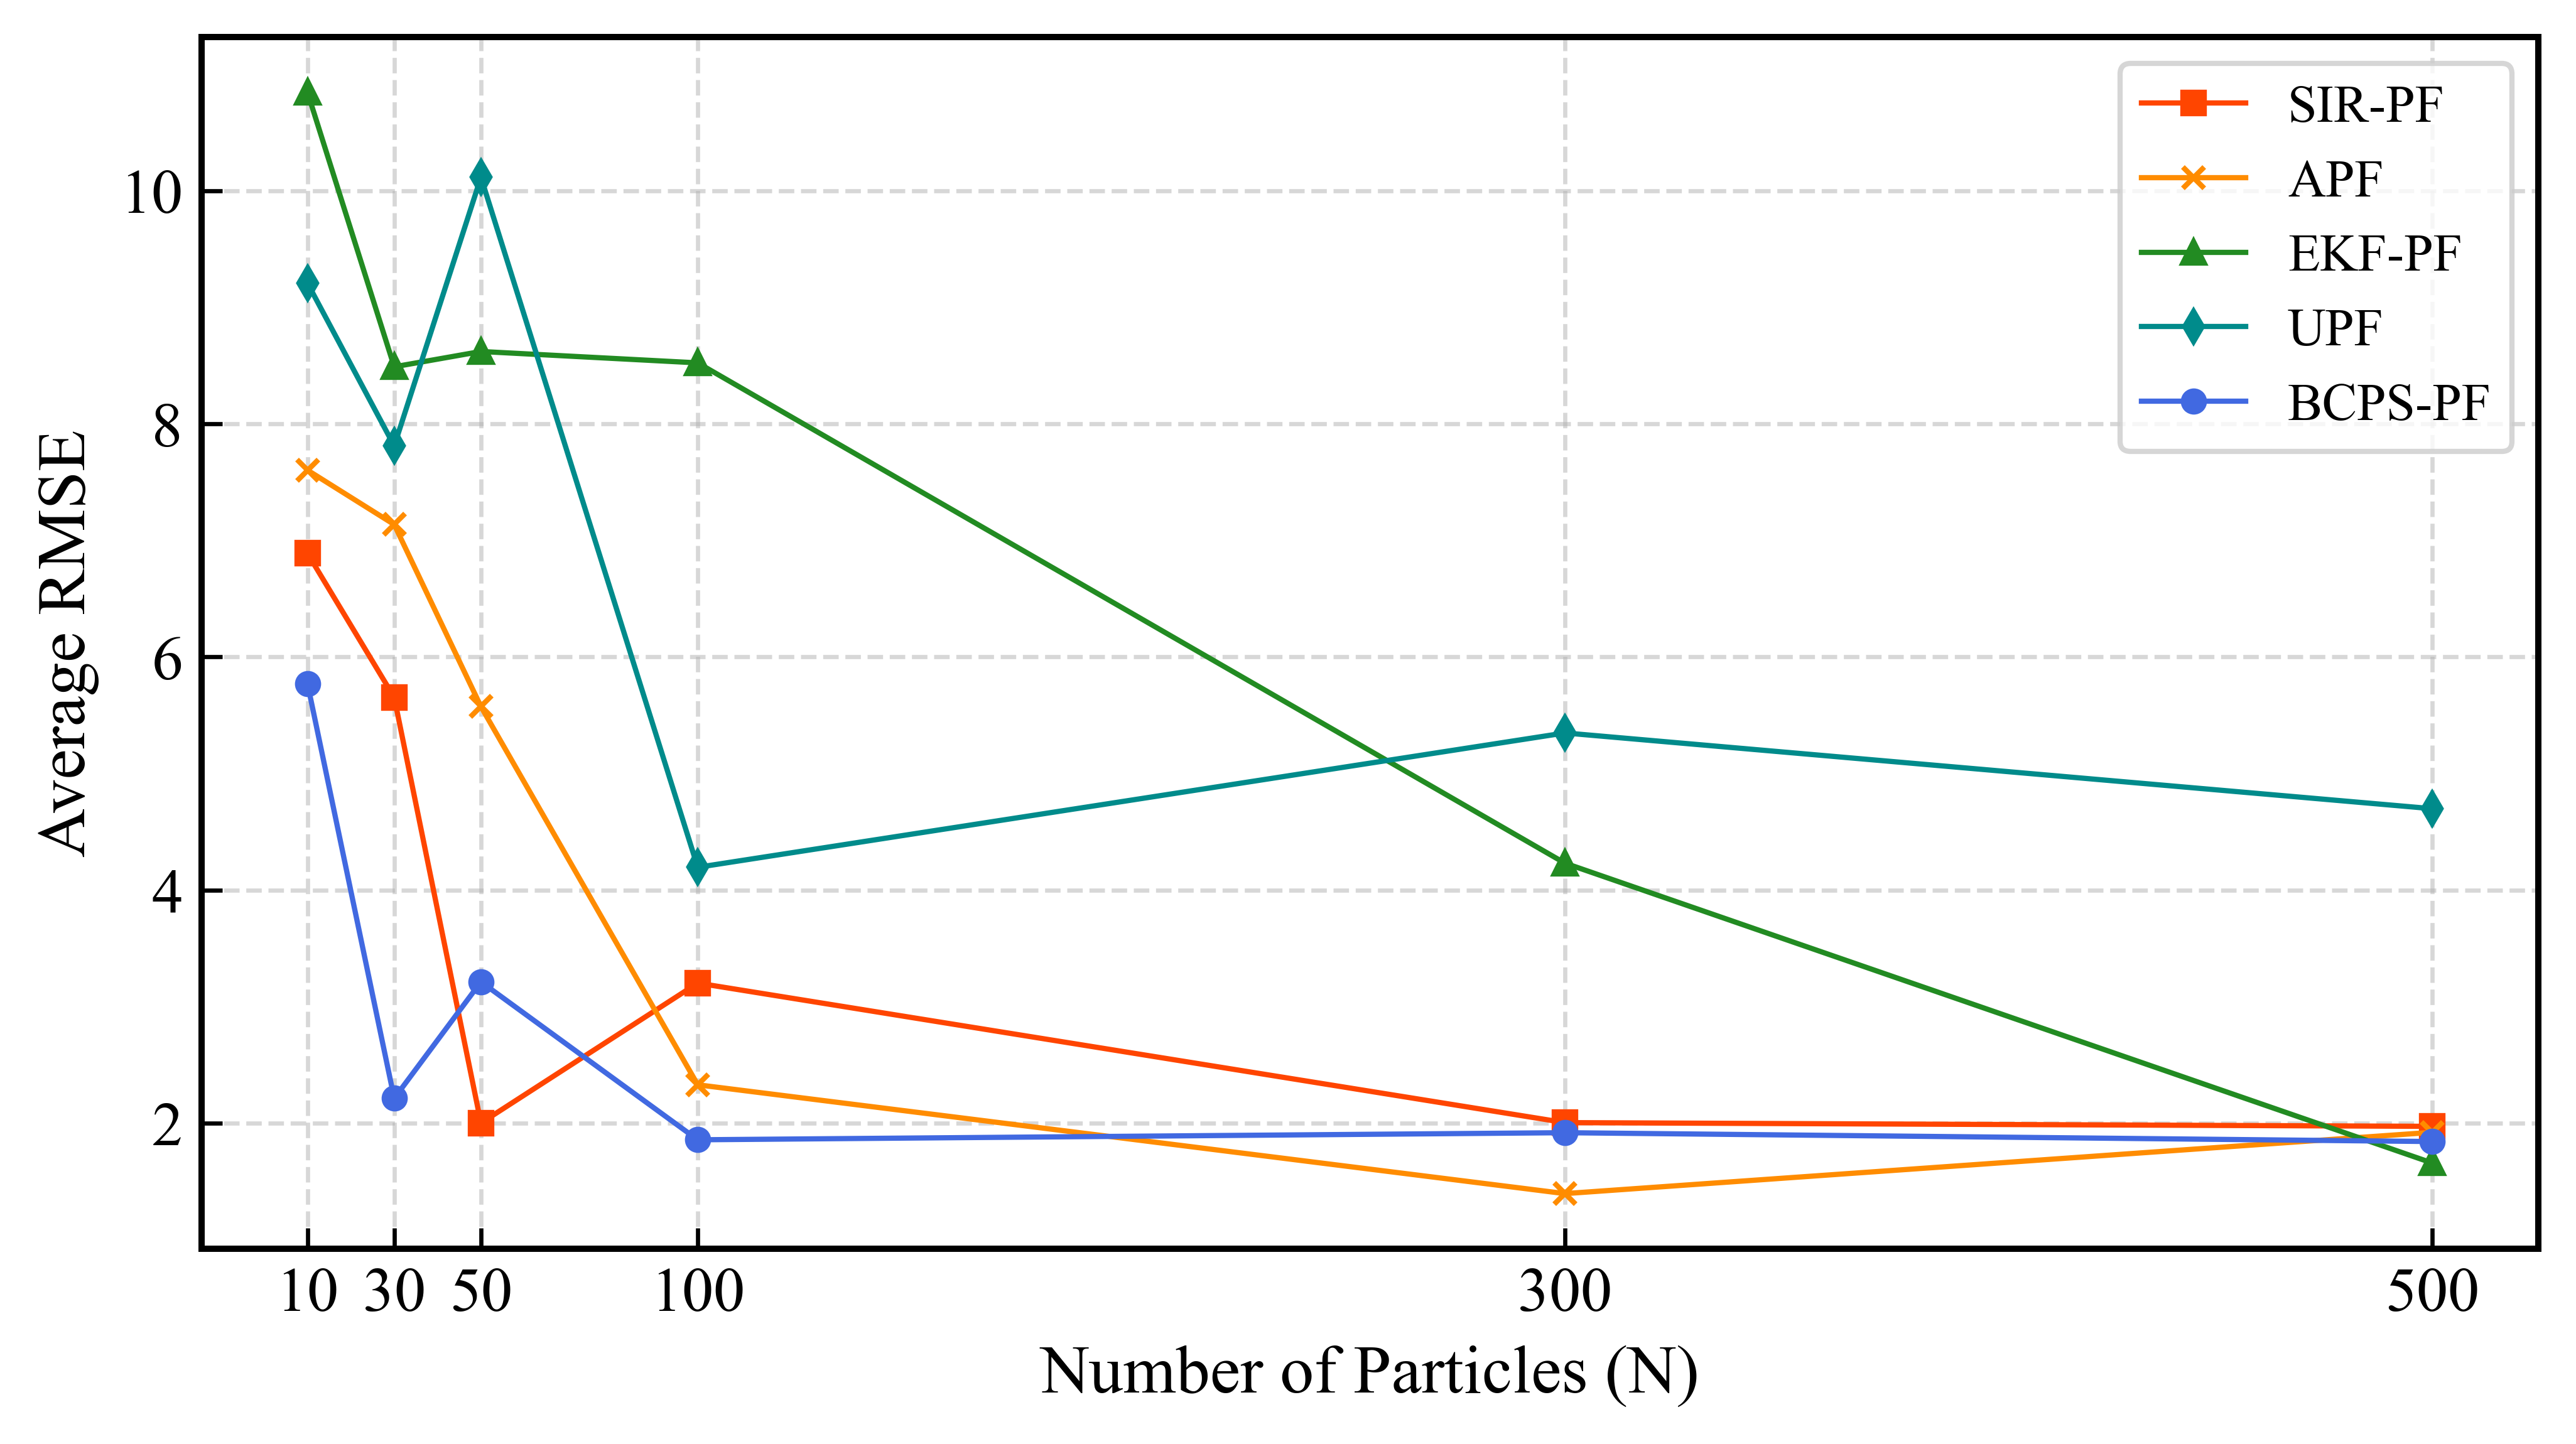 SIR-PF
APF
EKF-PF
UPF
BCPS-PF
Average RMSE
10
8
6
4
2
10 30 50 100 300 500
Number of Particles (N)